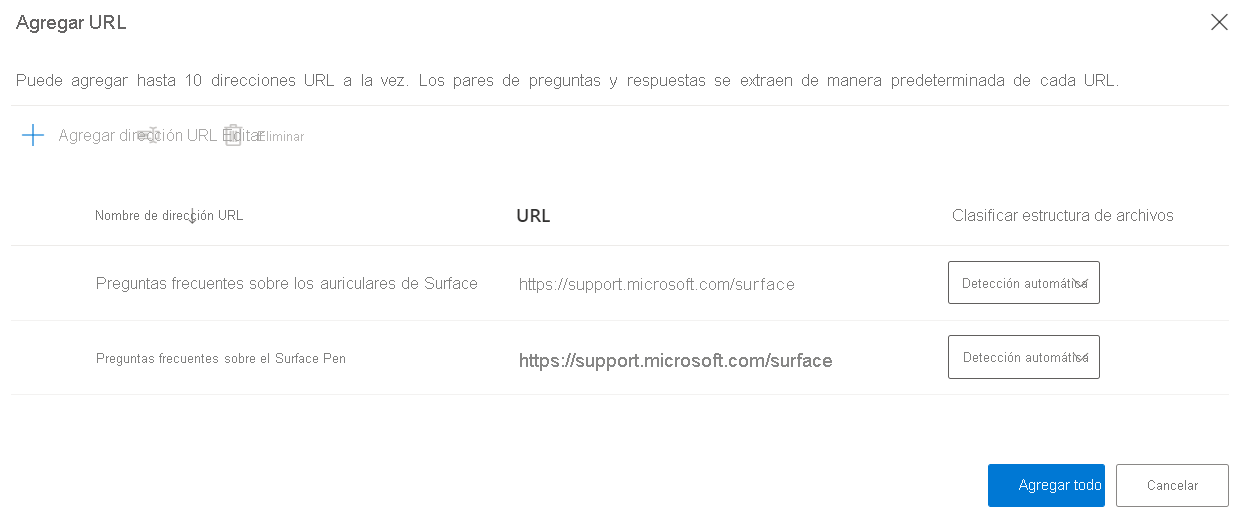 Agregar URL
Puede agregar hasta 10 direcciones URL a la vez. Los pares de preguntas y respuestas se extraen de manera predeterminada de cada URL.
Agregar dirección URL Editar Eliminar
Nombre de dirección URL URL Clasificar estructura de archivos
Preguntas frecuentes sobre los auriculares de Surface https://support.microsoft.com/surface Detección automática
Preguntas frecuentes sobre el Surface Pen https://support.microsoft.com/surface Detección automática
Agregar todo Cancelar